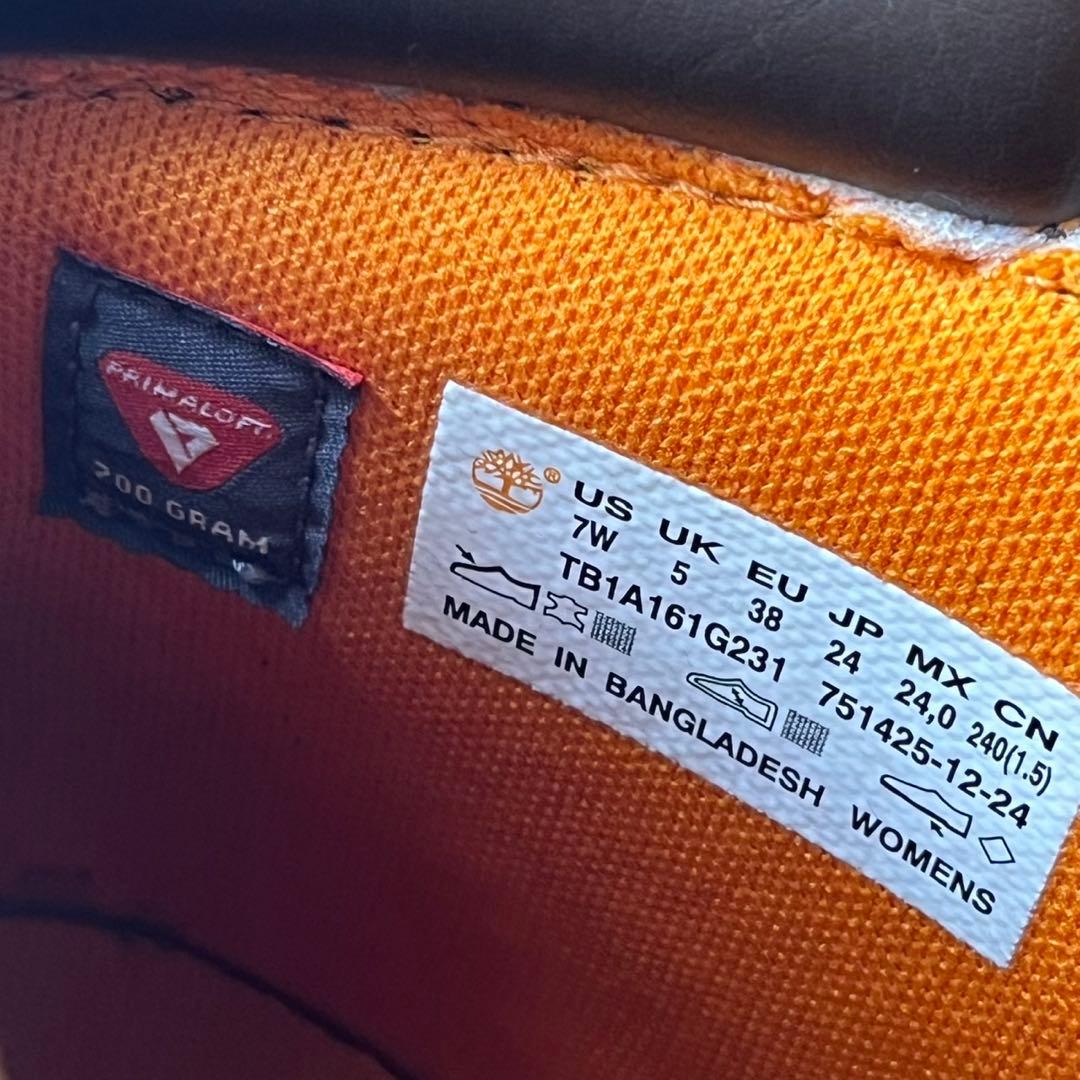 PRIMALOFT
200 GRAM
®
US UK EU JP MX CN
7W 5 38 24 24,0 240(1.5)
TB1A161G231 751425-12-24
MADE IN BANGLADESH WOMENS